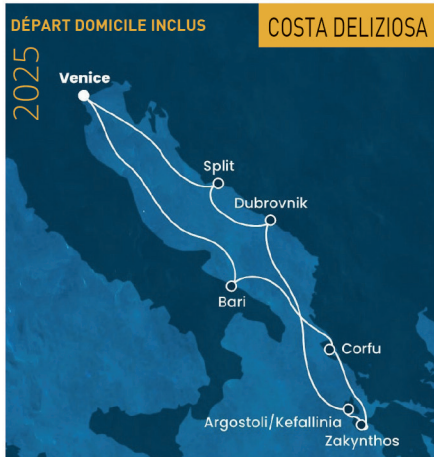 DÉPART DOMICILE INCLUS
COSTA DELIZIOSA
2025
Venice
Split
Dubrovnik
Bari
Corfu
Argostoli/Kefallinia
Zakynthos